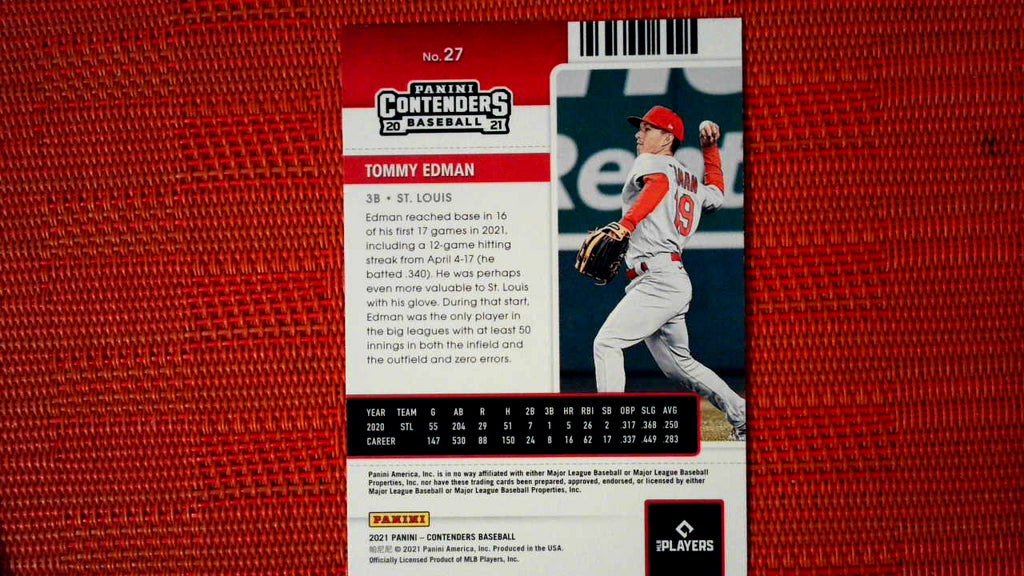 No. 27
PANINI
CONTENDERS
20 BASEBALL 21
TOMMY EDMAN
3B • ST. LOUIS
Edman reached base in 16
of his first 17 games in 2021,
including a 12-game hitting
streak from April 4-17 (he
batted .340). He was perhaps
even more valuable to St. Louis
with his glove. During that start,
Edman was the only player in
the big leagues with at least 50
innings in both the infield and
the outfield and zero errors.
Rent
19
YEAR TEAM G AB R H 2B 3B HR RBI SB OBP SLG AVG
2020 STL 55 204 29 51 7 1 5 26 2 .317 .368 .250
CAREER 147 530 88 150 24 8 16 62 17 .337 .449 .283
Panini America, Inc. is in no way affiliated with either Major League Baseball or Major League Baseball
Properties, Inc. nor have these trading cards been prepared, approved, endorsed, or licensed by either
Major League Baseball or Major League Baseball Properties, Inc.
PANINI
2021 PANINI – CONTENDERS BASEBALL
帕尼尼 © 2021 Panini America, Inc. Produced in the USA.
Officially Licensed Product of MLB Players, Inc.
MLB PLAYERS